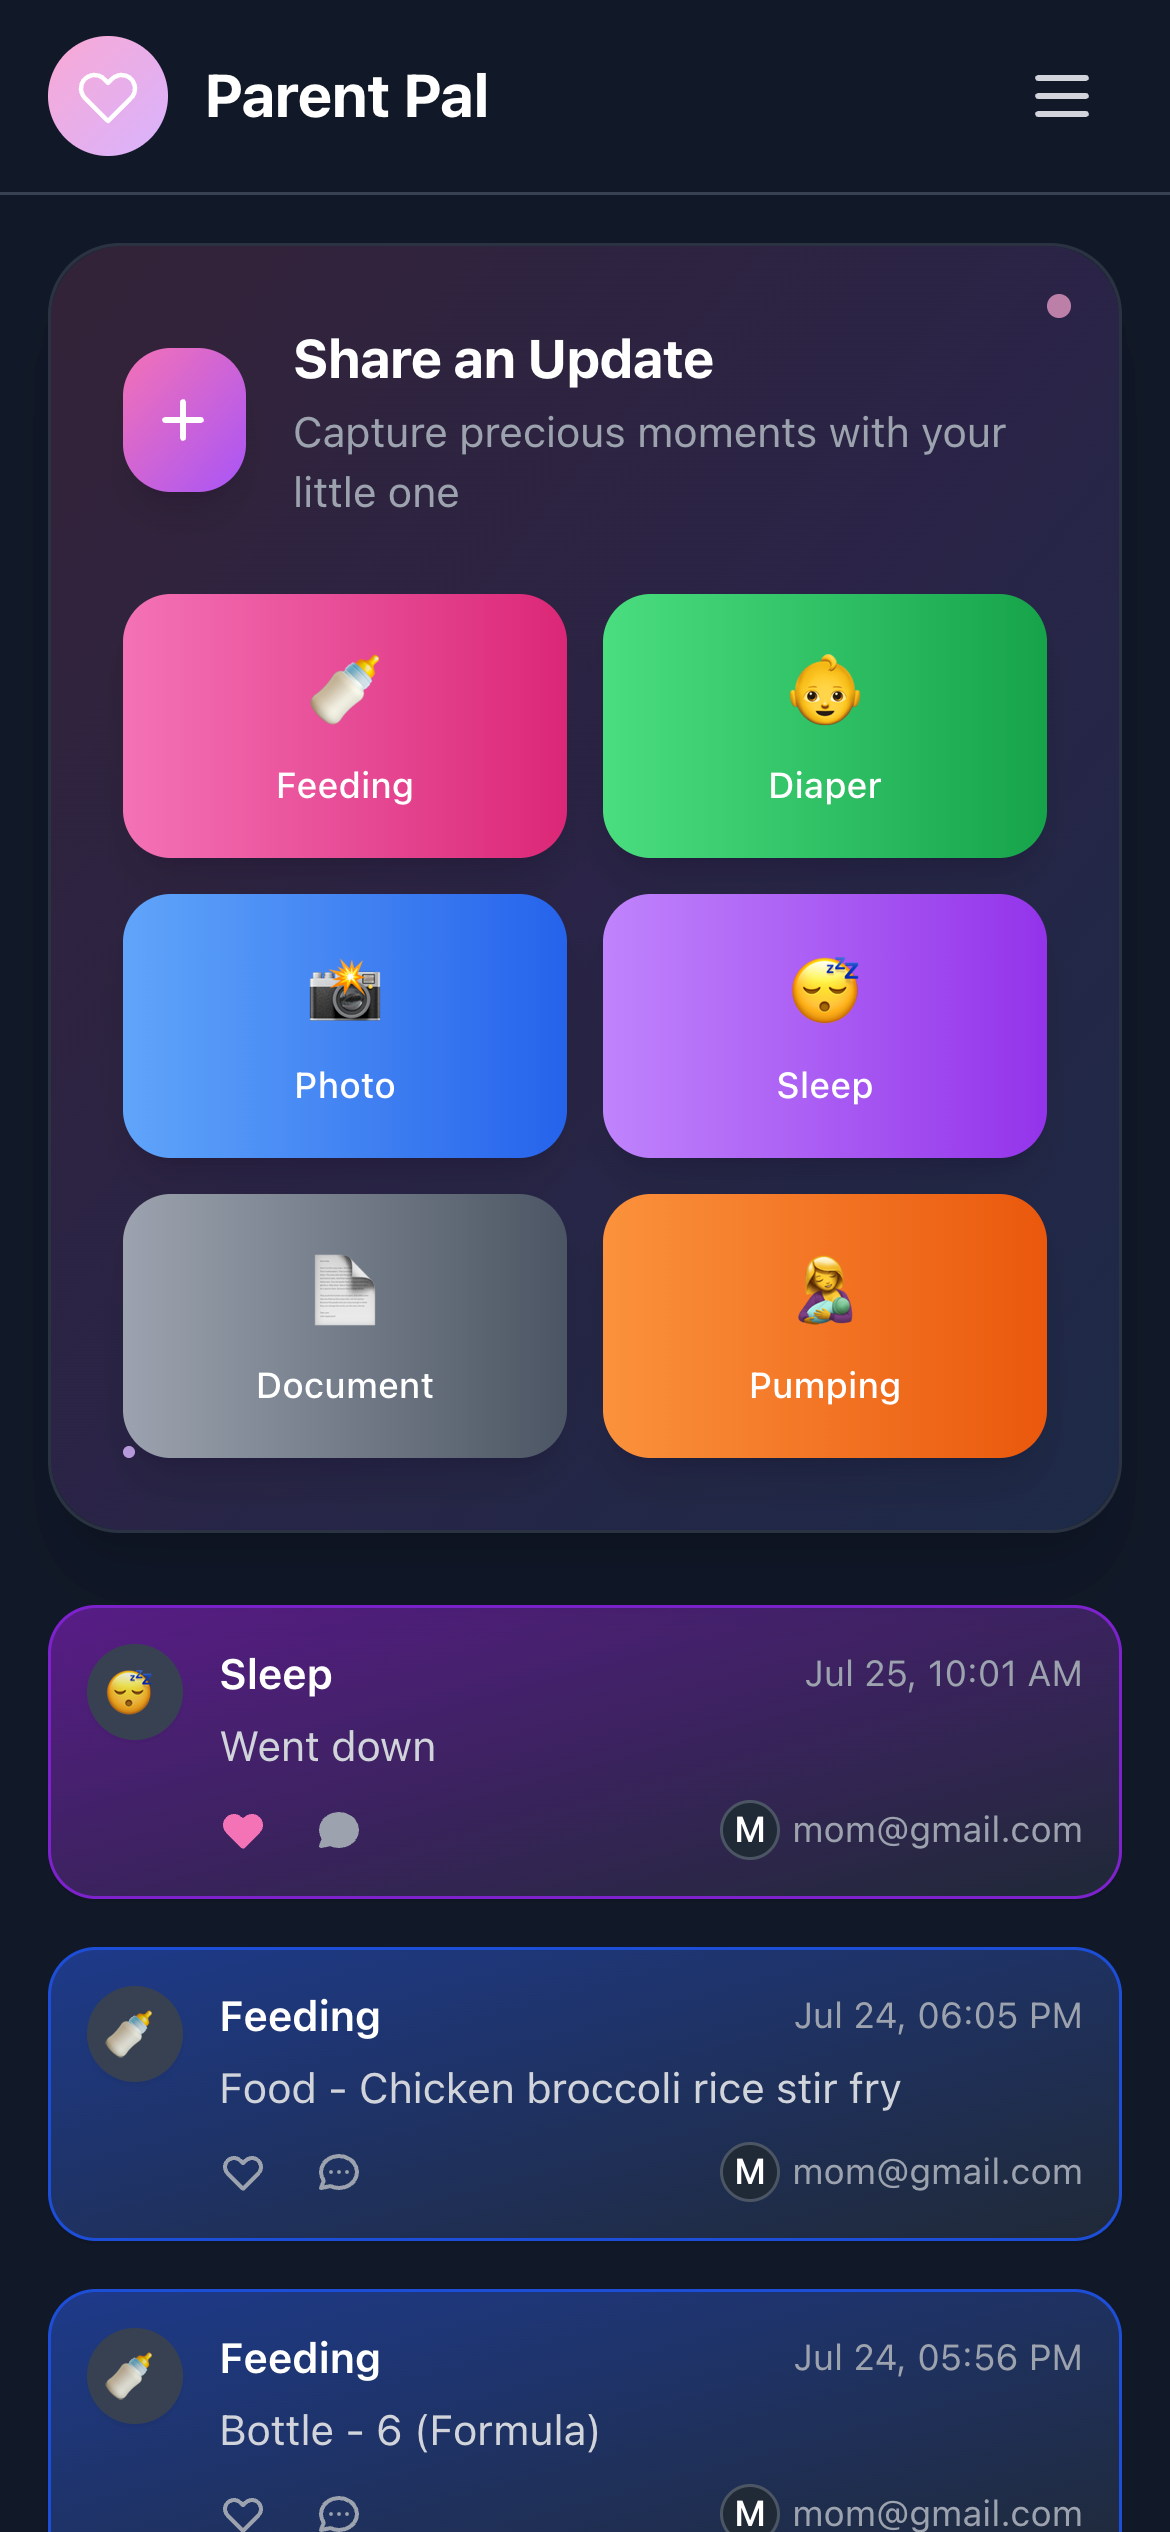 Parent Pal
Share an Update
Capture precious moments with your
little one
Feeding
Diaper
Photo
Sleep
Document
Pumping
Sleep
Jul 25, 10:01 AM
Went down
M mom@gmail.com
Feeding
Jul 24, 06:05 PM
Food - Chicken broccoli rice stir fry
M mom@gmail.com
Feeding
Jul 24, 05:56 PM
Bottle - 6 (Formula)
M mom@gmail.com